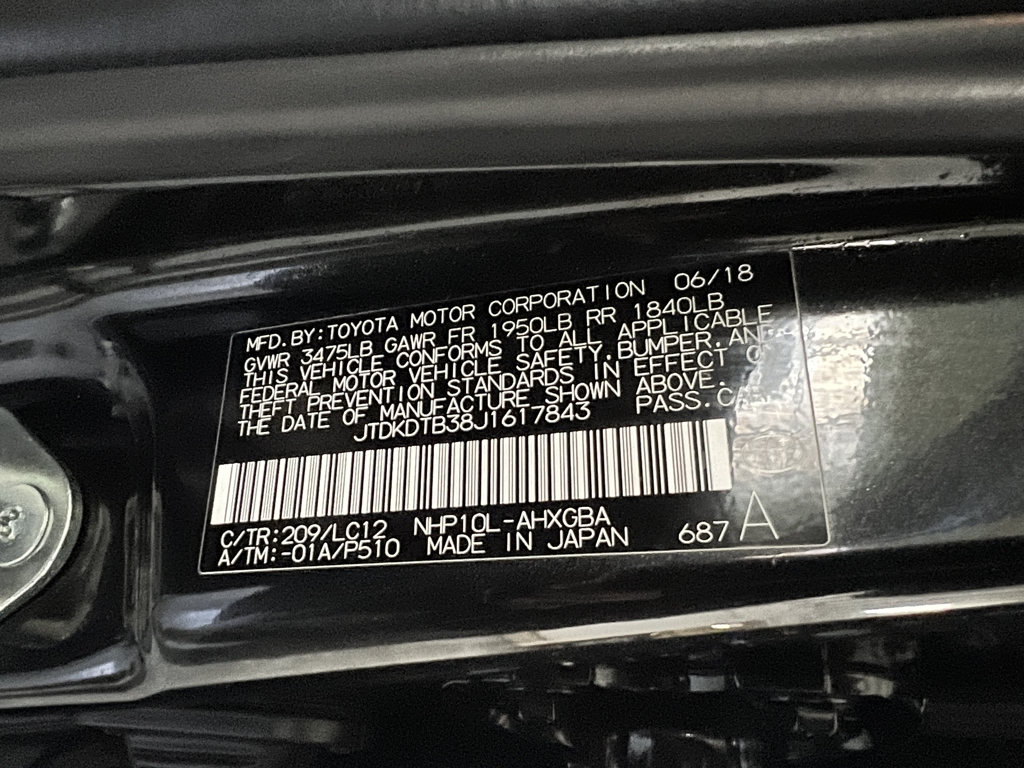 MFD.BY:TOYOTA MOTOR CORPORATION 06/18
GVWR 3475LB GAWR FR 1950LB RR 1840LB
THIS VEHICLE CONFORMS TO ALL APPLICABLE
FEDERAL MOTOR VEHICLE SAFETY,BUMPER,AND
THEFT PREVENTION STANDARDS IN EFFECT
THE DATE OF MANUFACTURE SHOWN ABOVE.
JTDKDTB38J1617843 PASS.
C/TR:209/LC12 NHP10L-AHXGBA
A/TM:-01A/P510 MADE IN JAPAN 687 A